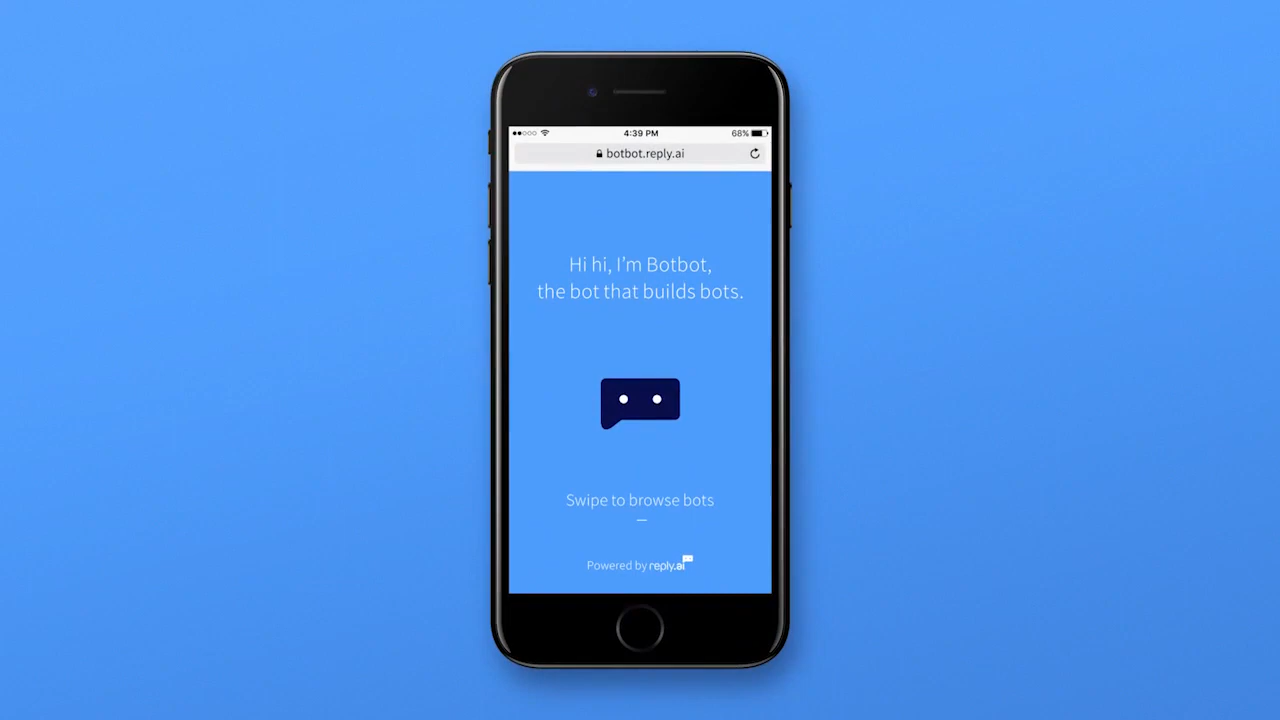 4:39 PM
68%
botbot.reply.ai
Hi hi, I’m Botbot,
the bot that builds bots.
Swipe to browse bots
Powered by reply.ai